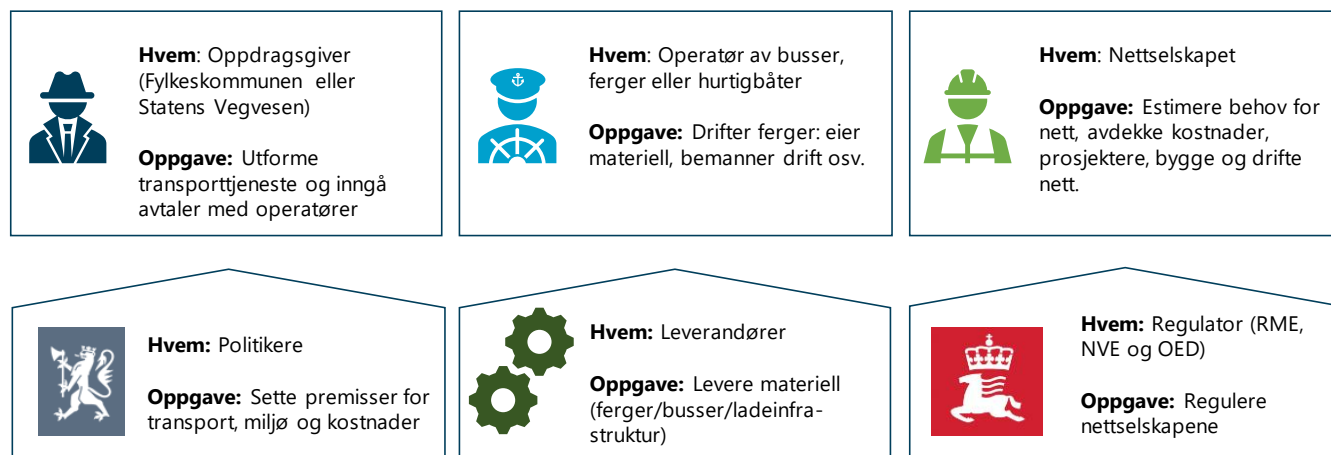 Hvem: Oppdragsgiver
(Fylkeskommunen eller
Statens Vegvesen)
Oppgave: Utforme
transporttjeneste og inngå
avtaler med operatører
Hvem: Operatør av busser,
ferger eller hurtigbåter
Oppgave: Drifter ferger: eier
materiell, bemanner drift osv.
Hvem: Nettselskapet
Oppgave: Estimere behov for
nett, avdekke kostnader,
prosjektere, bygge og drifte
nett.
Hvem: Politikere
Oppgave: Sette premisser for
transport, miljø og kostnader
Hvem: Leverandører
Oppgave: Levere materiell
(ferger/busser/ladeinfra-
struktur)
Hvem: Regulator (RME,
NVE og OED)
Oppgave: Regulere
nettselskapene